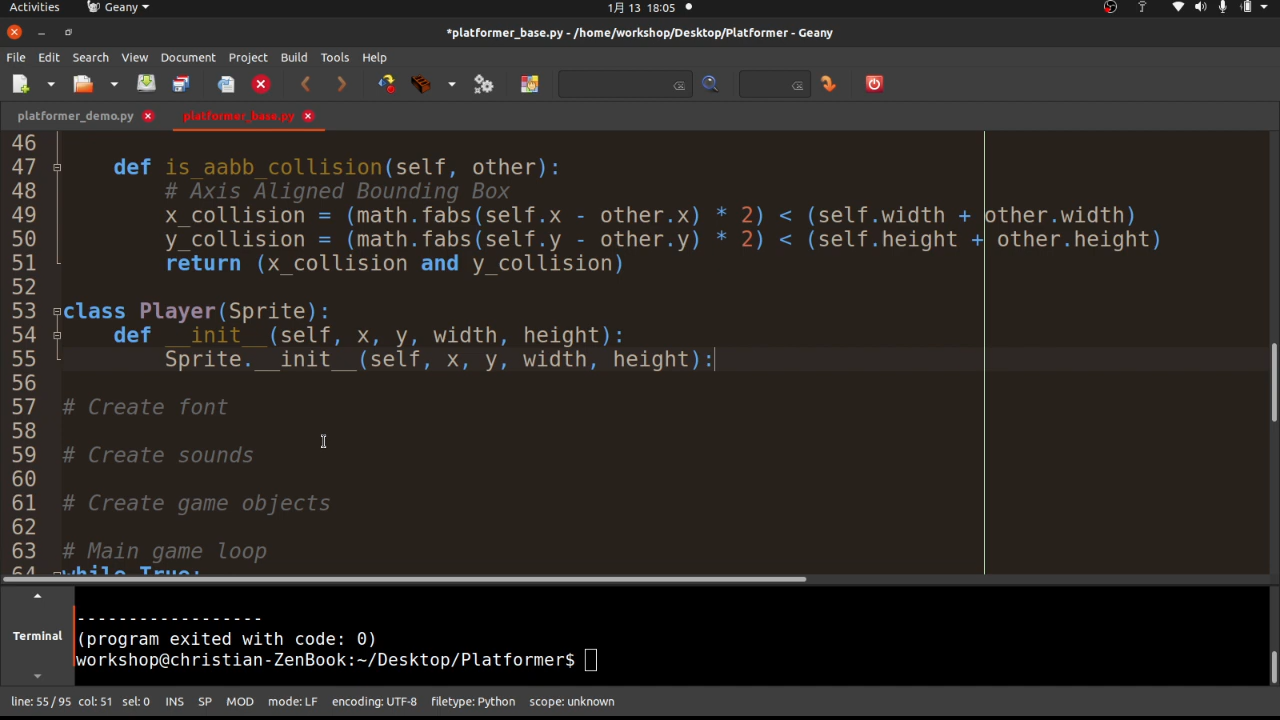 Activities Geany 1月 13 18:05
*platformer_base.py - /home/workshop/Desktop/Platformer - Geany
File Edit Search View Document Project Build Tools Help
platformer_demo.py platformer_base.py
46
47 def is_aabb_collision(self, other):
48 # Axis Aligned Bounding Box
49 x_collision = (math.fabs(self.x - other.x) * 2) < (self.width + other.width)
50 y_collision = (math.fabs(self.y - other.y) * 2) < (self.height + other.height)
51 return (x_collision and y_collision)
52
53 class Player(Sprite):
54 def __init__(self, x, y, width, height):
55 Sprite.__init__(self, x, y, width, height):
56
57 # Create font
58
59 # Create sounds
60
61 # Create game objects
62
63 # Main game loop
64 while True:
------------------
(program exited with code: 0)
Terminal
workshop@christian-ZenBook:~/Desktop/Platformer$
line: 55 / 95 col: 51 sel: 0 INS SP MOD mode: LF encoding: UTF-8 filetype: Python scope: unknown